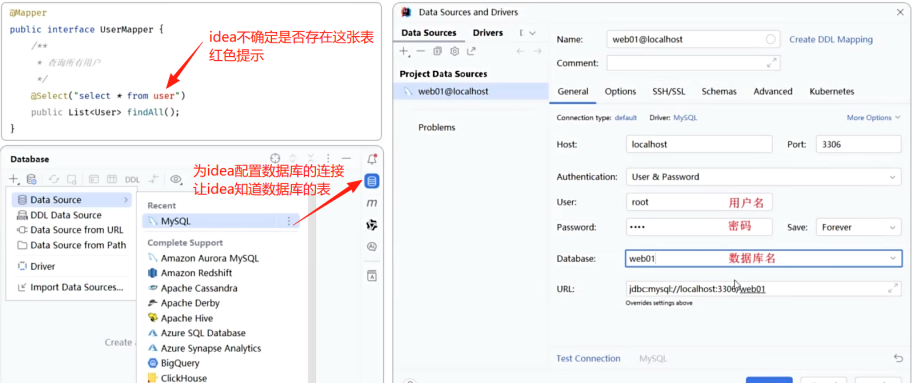 @Mapper
public interface UserMapper {
/**
* 查询所有用户
*/
@Select("select * from user")
public List<User> findAll();
}
idea不确定是否存在这张表
红色提示
Database
DDL
Data Source
DDL Data Source
Data Source from URL
Data Source from Path
Driver
Import Data Sources...
Recent
MySQL
Complete Support
Amazon Aurora MySQL
Amazon Redshift
Apache Cassandra
Apache Derby
Apache Hive
Azure SQL Database
Azure Synapse Analytics
BigQuery
ClickHouse
为idea配置数据库的连接
让idea知道数据库的表
m
Data Sources and Drivers
Data Sources
Drivers
Project Data Sources
web01@localhost
Problems
Name:
web01@localhost
Create DDL Mapping
Comment:
General
Options
SSH/SSL
Schemas
Advanced
Kubernetes
Connection type: default
Driver: MySQL
More Options
Host:
localhost
Port:
3306
Authentication:
User & Password
User:
root
用户名
Password:
••••
密码
Save:
Forever
Database:
web01
数据库名
URL:
jdbc:mysql://localhost:3306/web01
Overrides settings above
Test Connection
MySQL